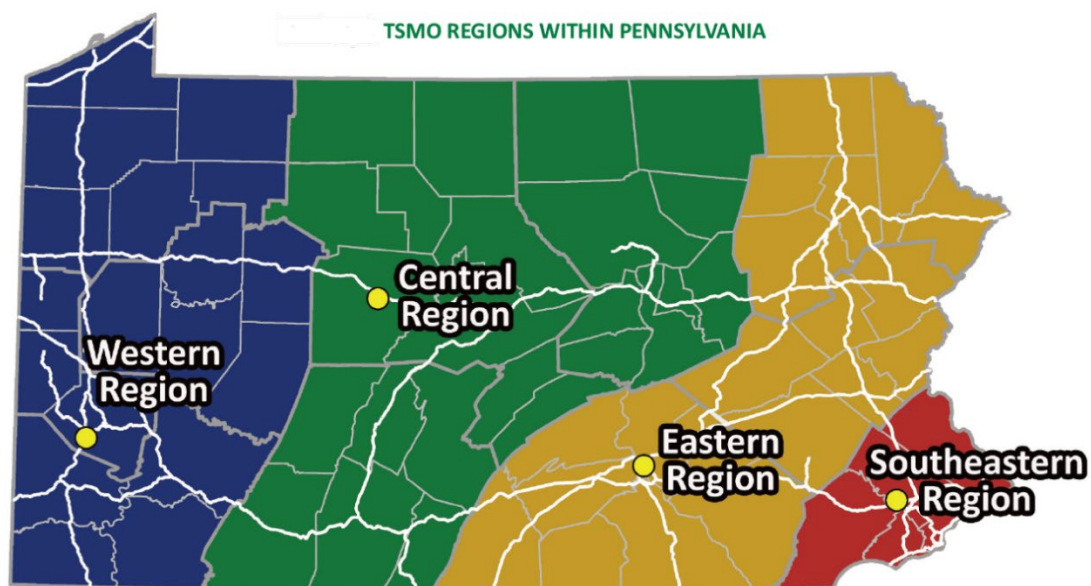 TSMO REGIONS WITHIN PENNSYLVANIA
Central
Region
Western
Region
Eastern
Region
Southeastern
Region